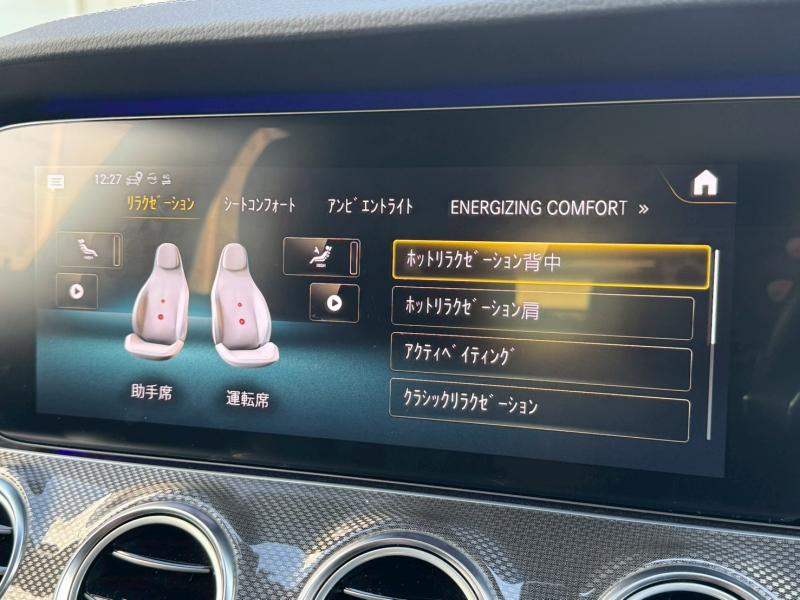 12:27
リラクゼーション シートコンフォート アンビエントライト ENERGIZING COMFORT »
ホットリラクゼーション背中
ホットリラクゼーション肩
アクティベイティング
クラシックリラクゼーション
助手席 運転席